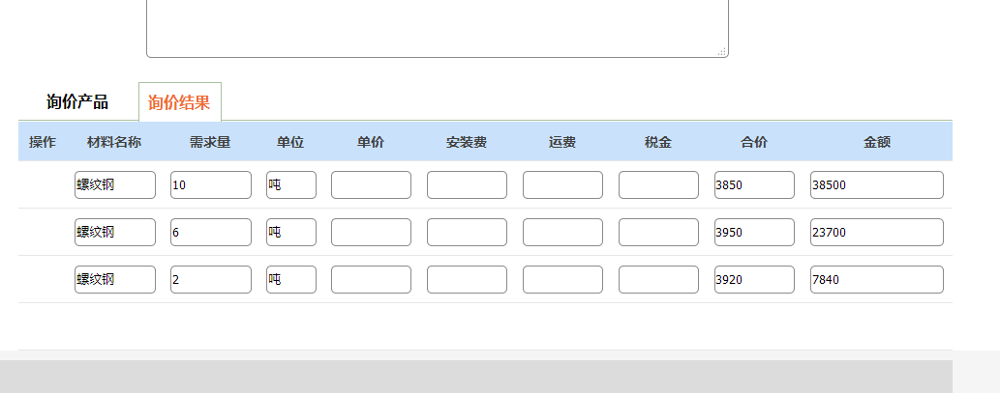 询价产品 询价结果
操作 材料名称 需求量 单位 单价 安装费 运费 税金 合价 金额
螺纹钢 10 吨 3850 38500
螺纹钢 6 吨 3950 23700
螺纹钢 2 吨 3920 7840